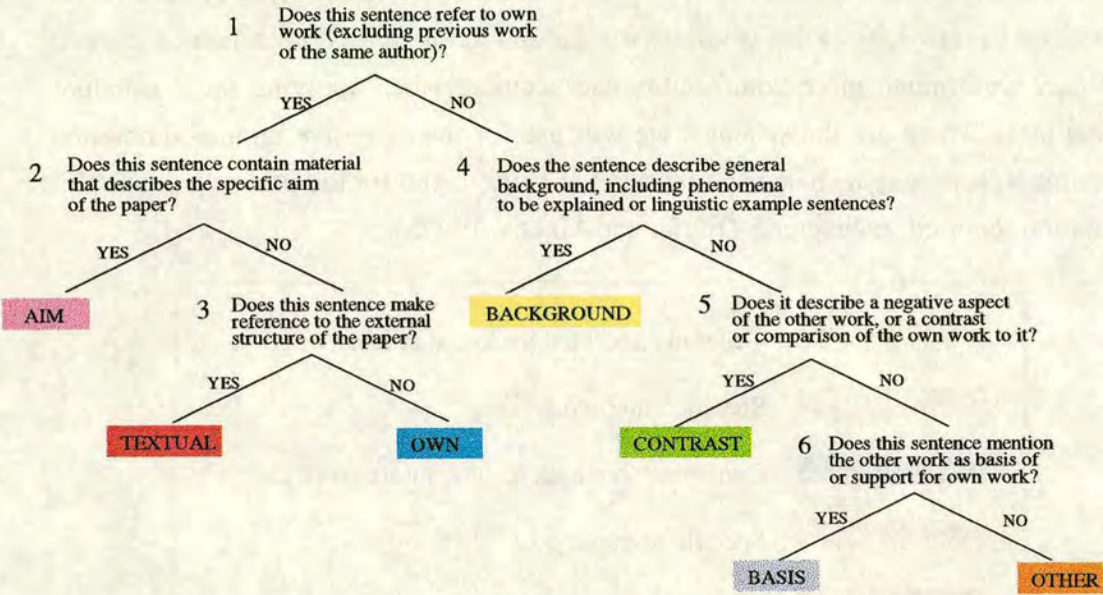 1 Does this sentence refer to own
work (excluding previous work
of the same author)?
YES NO
2 Does this sentence contain material
that describes the specific aim
of the paper?
4 Does the sentence describe general
background, including phenomena
to be explained or linguistic example sentences?
YES NO
YES NO
AIM
3 Does this sentence make
reference to the external
structure of the paper?
BACKGROUND
5 Does it describe a negative aspect
of the other work, or a contrast
or comparison of the own work to it?
YES NO
YES NO
TEXTUAL
OWN
CONTRAST
6 Does this sentence mention
the other work as basis of
or support for own work?
YES NO
BASIS
OTHER